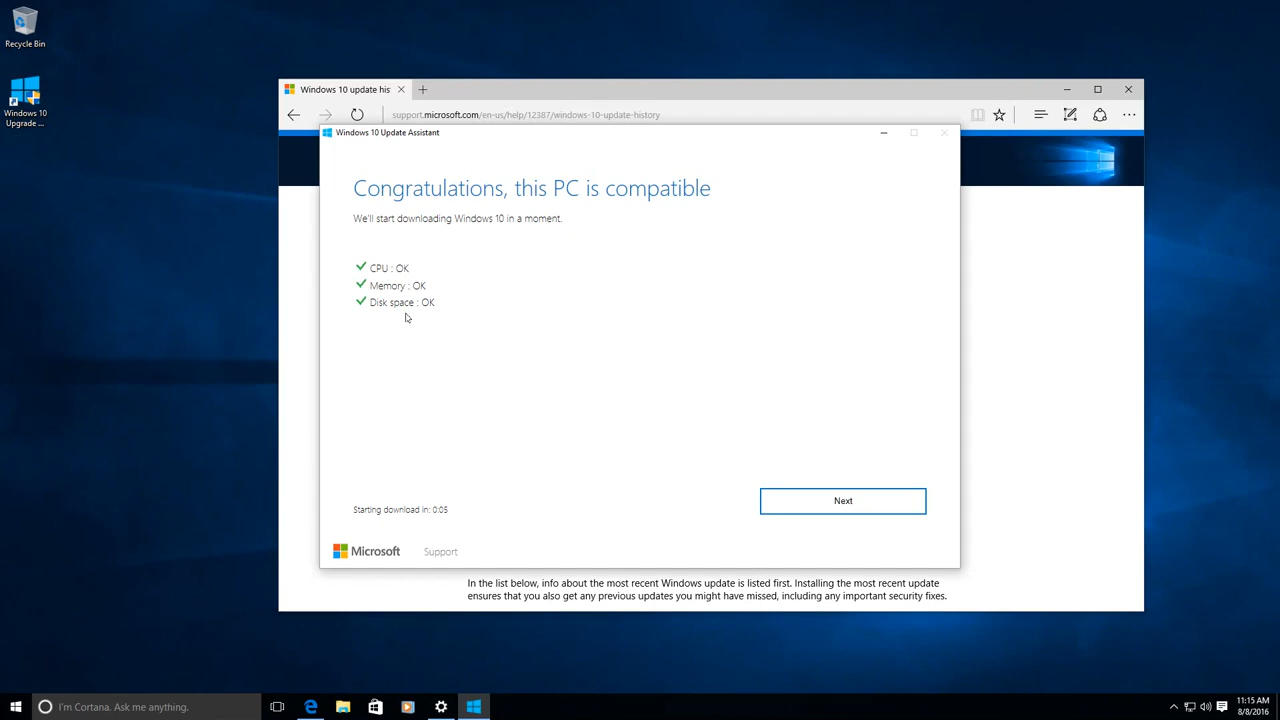 Recycle Bin
Windows 10
Upgrade ...
Windows 10 update his
support.microsoft.com/en-us/help/12387/windows-10-update-history
Windows 10 Update Assistant
Congratulations, this PC is compatible
We'll start downloading Windows 10 in a moment.
CPU : OK
Memory : OK
Disk space : OK
Next
Starting download in: 0:05
Microsoft Support
In the list below, info about the most recent Windows update is listed first. Installing the most recent update
ensures that you also get any previous updates you might have missed, including any important security fixes.
I'm Cortana. Ask me anything.
11:15 AM
8/8/2016